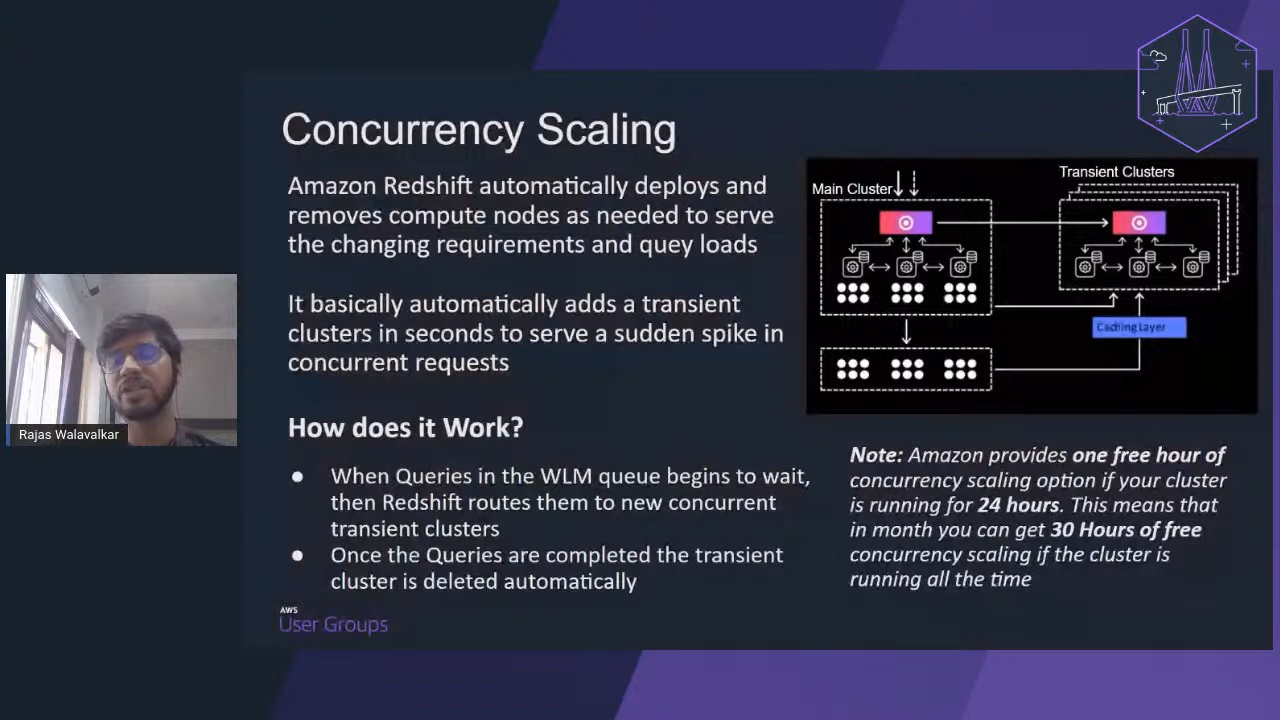 Concurrency Scaling
Amazon Redshift automatically deploys and
removes compute nodes as needed to serve
the changing requirements and quey loads
It basically automatically adds a transient
clusters in seconds to serve a sudden spike in
concurrent requests
How does it Work?
● When Queries in the WLM queue begins to wait,
then Redshift routes them to new concurrent
transient clusters
● Once the Queries are completed the transient
cluster is deleted automatically
Main Cluster
Transient Clusters
Caching Layer
Note: Amazon provides one free hour of
concurrency scaling option if your cluster
is running for 24 hours. This means that
in month you can get 30 Hours of free
concurrency scaling if the cluster is
running all the time
Rajas Walavalkar
AWS
User Groups